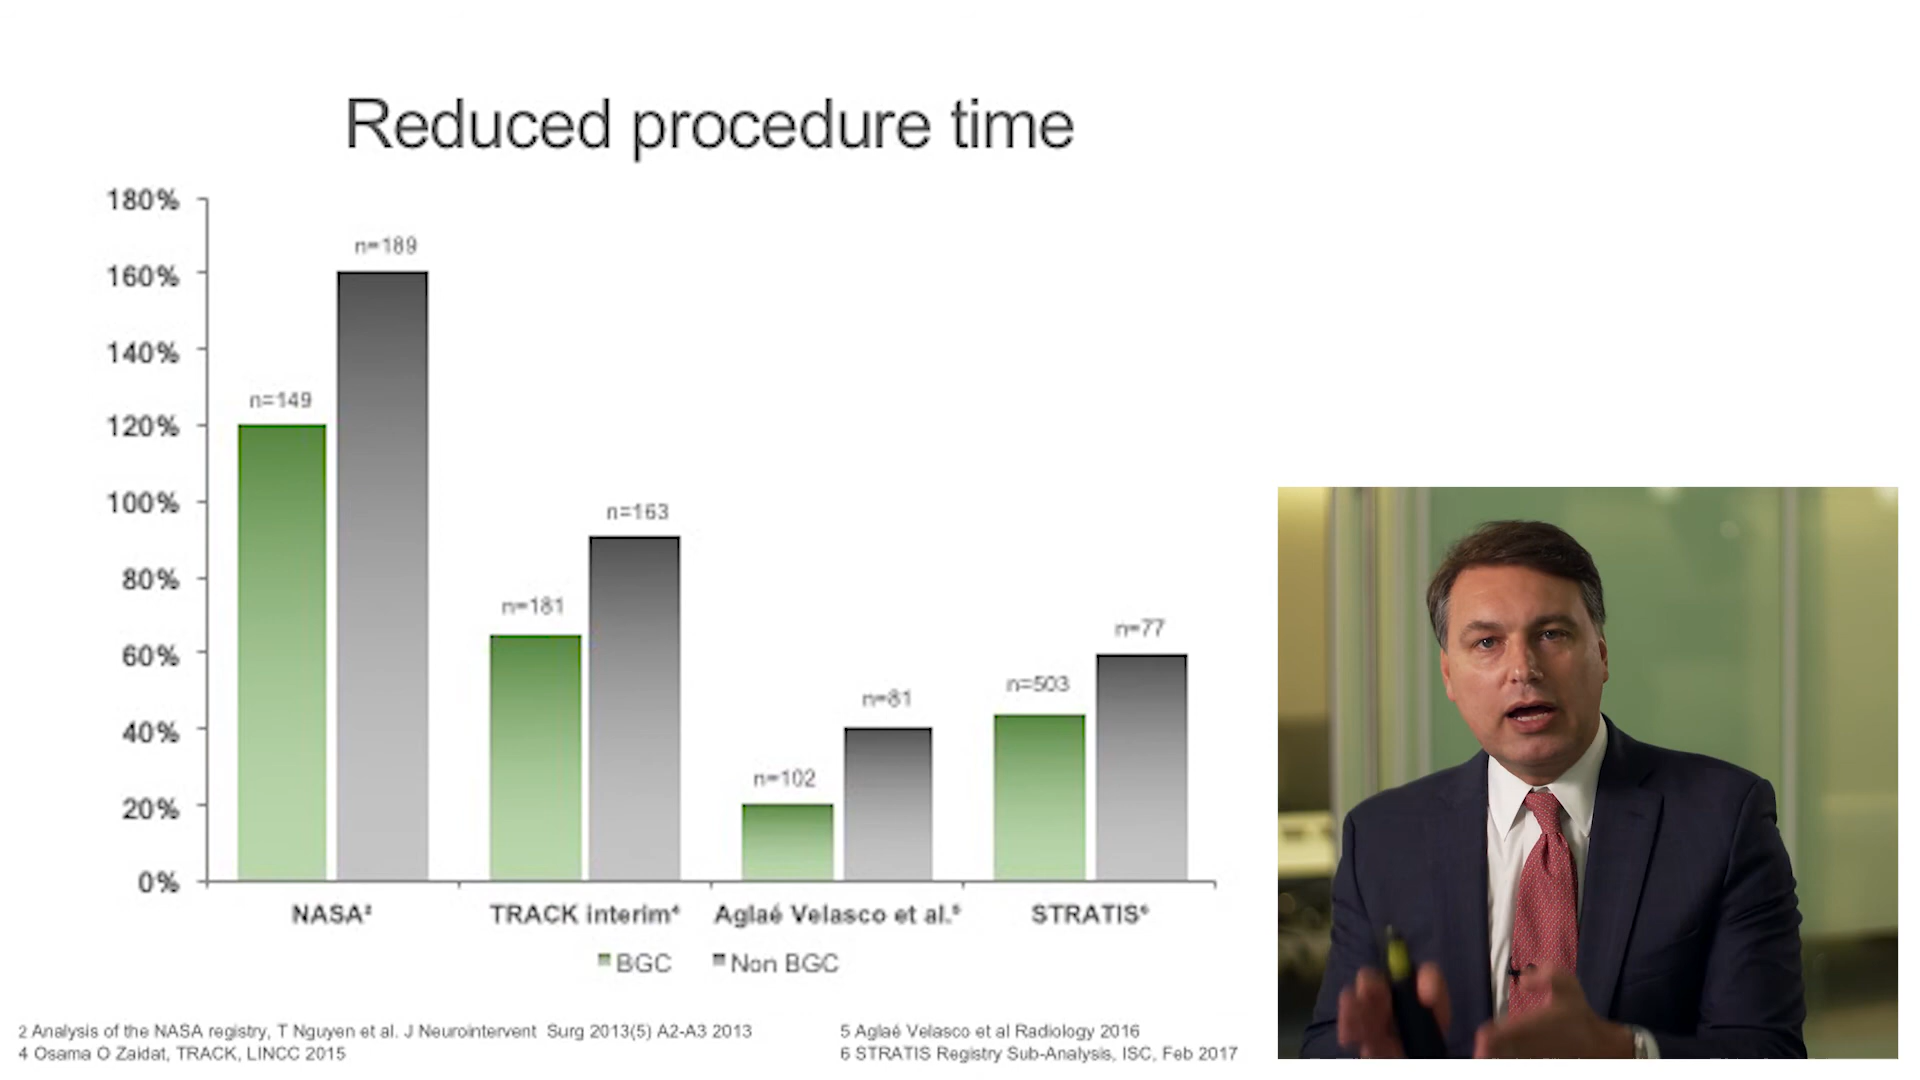 Reduced procedure time
180%
160%
140%
120%
100%
80%
60%
40%
20%
0%
n=149
n=189
n=181
n=163
n=102
n=81
n=503
n=77
NASA²
TRACK interim⁴
Aglaé Velasco et al.⁵
STRATIS⁶
BGC
Non BGC
2 Analysis of the NASA registry, T Nguyen et al. J Neurointervent Surg 2013(5) A2-A3 2013
4 Osama O Zaidat, TRACK, LINCC 2015
5 Aglaé Velasco et al Radiology 2016
6 STRATIS Registry Sub-Analysis, ISC, Feb 2017